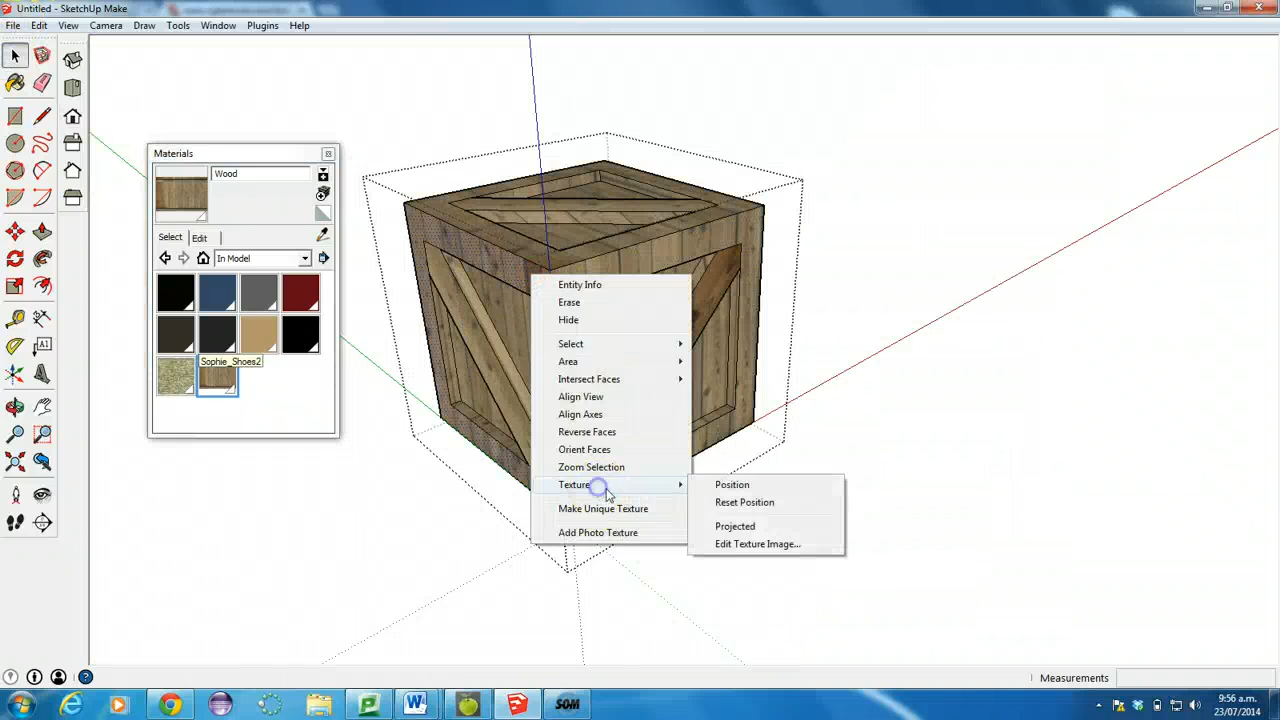 Untitled - SketchUp Make
File Edit View Camera Draw Tools Window Plugins Help
Materials
Wood
Select Edit
In Model
Sophie_Shoes2
A1
Entity Info
Erase
Hide
Select
Area
Intersect Faces
Align View
Align Axes
Reverse Faces
Orient Faces
Zoom Selection
Texture
Make Unique Texture
Add Photo Texture
Position
Reset Position
Projected
Edit Texture Image...
Measurements
SOM
9:56 a.m.
23/07/2014